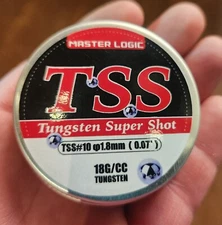 MASTER LOGIC
TSS
Tungsten Super Shot
TSS#10 φ1.8mm ( 0.07" )
18G/CC
TUNGSTEN